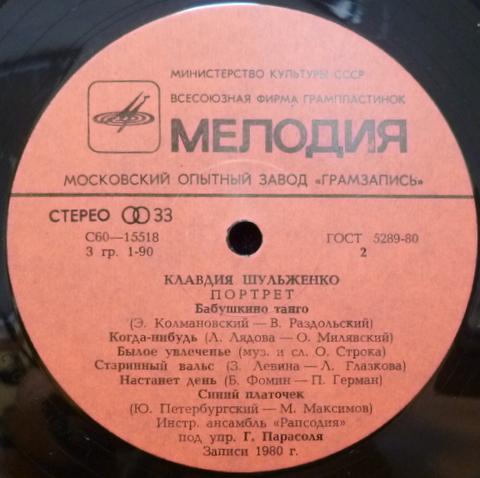 МИНИСТЕРСТВО КУЛЬТУРЫ СССР
ВСЕСОЮЗНАЯ ФИРМА ГРАМПЛАСТИНОК
МЕЛОДИЯ
МОСКОВСКИЙ ОПЫТНЫЙ ЗАВОД «ГРАМЗАПИСЬ»
СТЕРЕО 33
С60—15518
ГОСТ 5289-80
3 гр. 1-90
2
КЛАВДИЯ ШУЛЬЖЕНКО
ПОРТРЕТ
Бабушкино танго
(Э. Колмановский — В. Раздольский)
Когда-нибудь (Л. Лядова — О. Милявский)
Былое увлеченье (муз. и сл. О. Строка)
Старинный вальс (З. Левина — Л. Глазкова)
Настанет день (Б. Фомин — П. Герман)
Синий платочек
(Ю. Петербургский — М. Максимов)
Инстр. ансамбль «Рапсодия»
под упр. Г. Парасоля
Записи 1980 г.